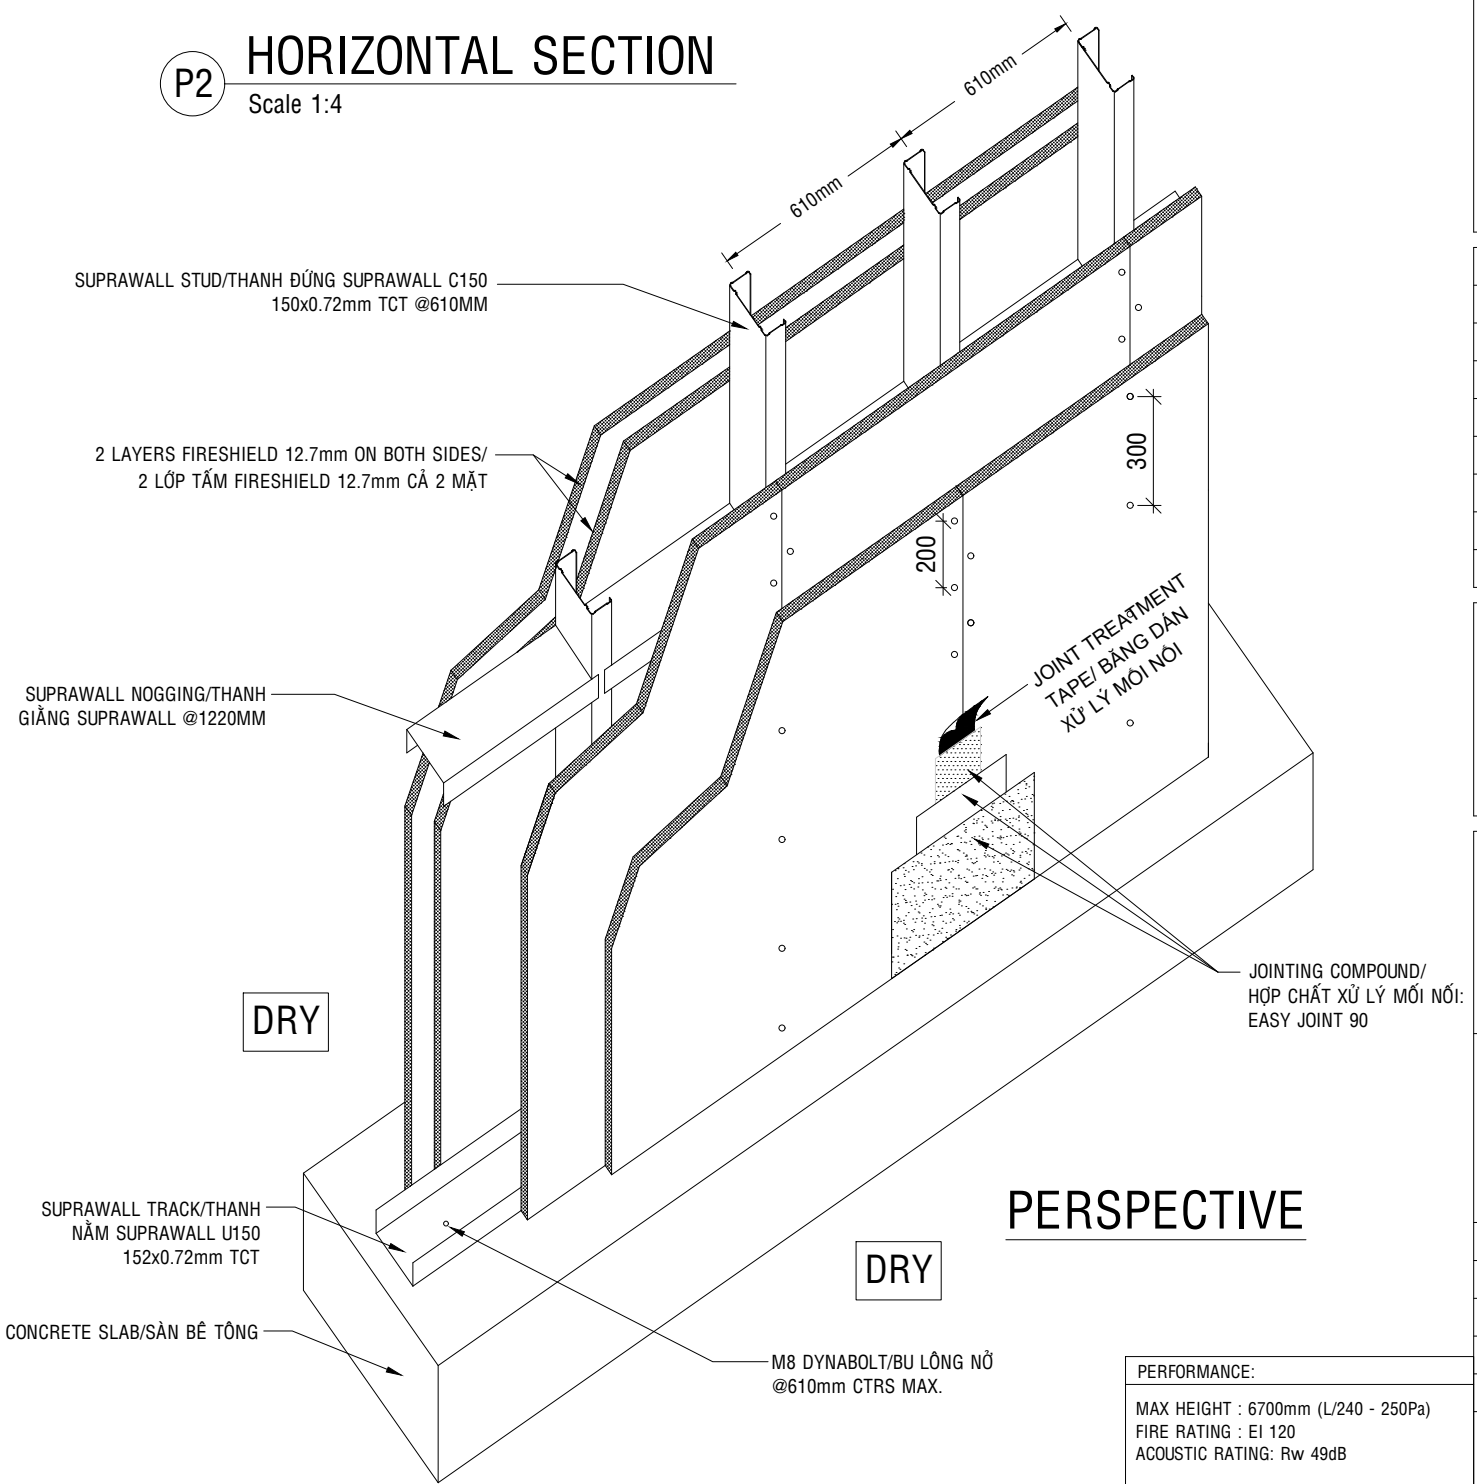 P2
HORIZONTAL SECTION
Scale 1:4
610mm
610mm
SUPRAWALL STUD/THANH ĐỨNG SUPRAWALL C150
150x0.72mm TCT @610MM
2 LAYERS FIRESHIELD 12.7mm ON BOTH SIDES/
2 LỚP TẤM FIRESHIELD 12.7mm CẢ 2 MẶT
300
200
JOINT TREATMENT
TAPE/ BĂNG DÁN
XỬ LÝ MỐI NỐI
SUPRAWALL NOGGING/THANH
GIẰNG SUPRAWALL @1220MM
JOINTING COMPOUND/
HỢP CHẤT XỬ LÝ MỐI NỐI:
EASY JOINT 90
DRY
SUPRAWALL TRACK/THANH
NẰM SUPRAWALL U150
152x0.72mm TCT
PERSPECTIVE
DRY
CONCRETE SLAB/SÀN BÊ TÔNG
M8 DYNABOLT/BU LÔNG NỞ
@610mm CTRS MAX.
PERFORMANCE:
MAX HEIGHT : 6700mm (L/240 - 250Pa)
FIRE RATING : EI 120
ACOUSTIC RATING: Rw 49dB